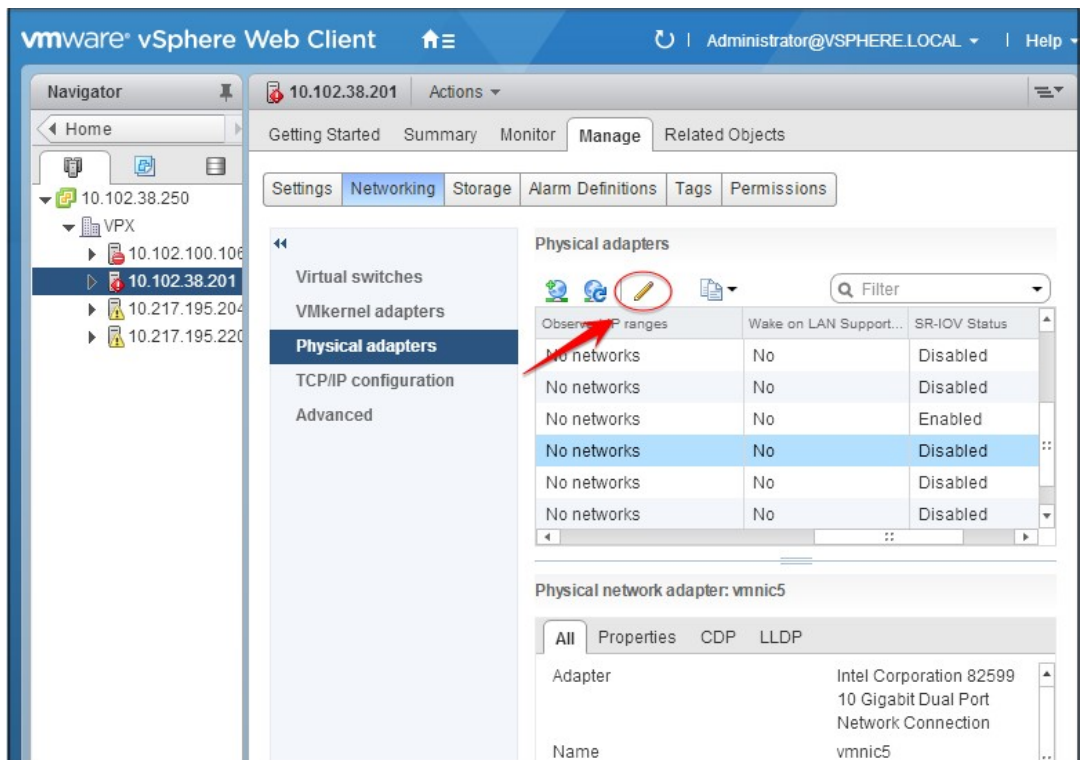 vmware® vSphere Web Client
Administrator@VSPHERE.LOCAL
Help
Navigator
10.102.38.201
Actions
Home
Getting Started Summary Monitor Manage Related Objects
Settings Networking Storage Alarm Definitions Tags Permissions
10.102.38.250
VPX
10.102.100.106
10.102.38.201
10.217.195.204
10.217.195.220
Virtual switches
VMkernel adapters
Physical adapters
TCP/IP configuration
Advanced
Physical adapters
Filter
ranges Wake on LAN Support... SR-IOV Status
No networks No Disabled
No networks No Disabled
No networks No Enabled
No networks No Disabled
No networks No Disabled
No networks No Disabled
Physical network adapter: vmnic5
All Properties CDP LLDP
Adapter Intel Corporation 82599
10 Gigabit Dual Port
Network Connection
Name vmnic5